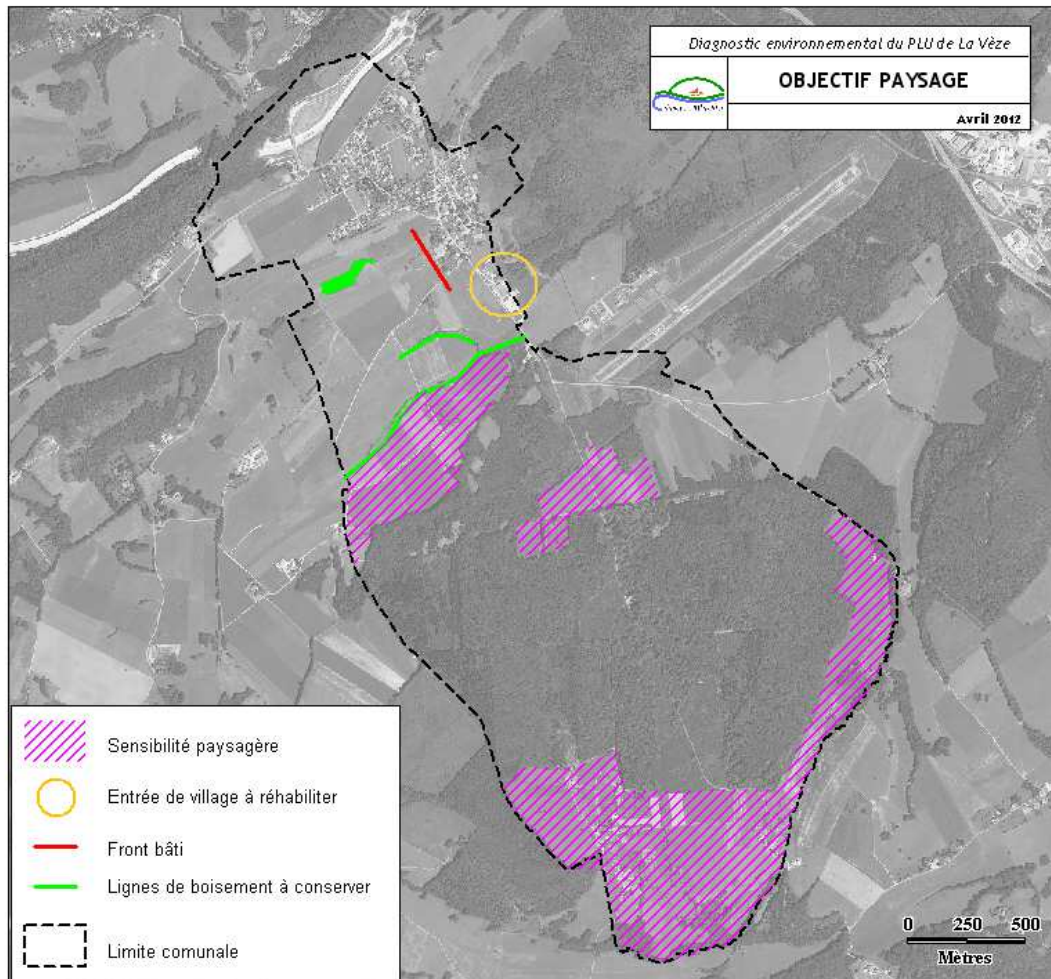 Diagnostic environnemental du PLU de La Vèze
OBJECTIF PAYSAGE
Avril 2012
Sensibilité paysagère
Entrée de village à réhabiliter
Front bâti
Lignes de boisement à conserver
Limite comunale
0 250 500
Mètres